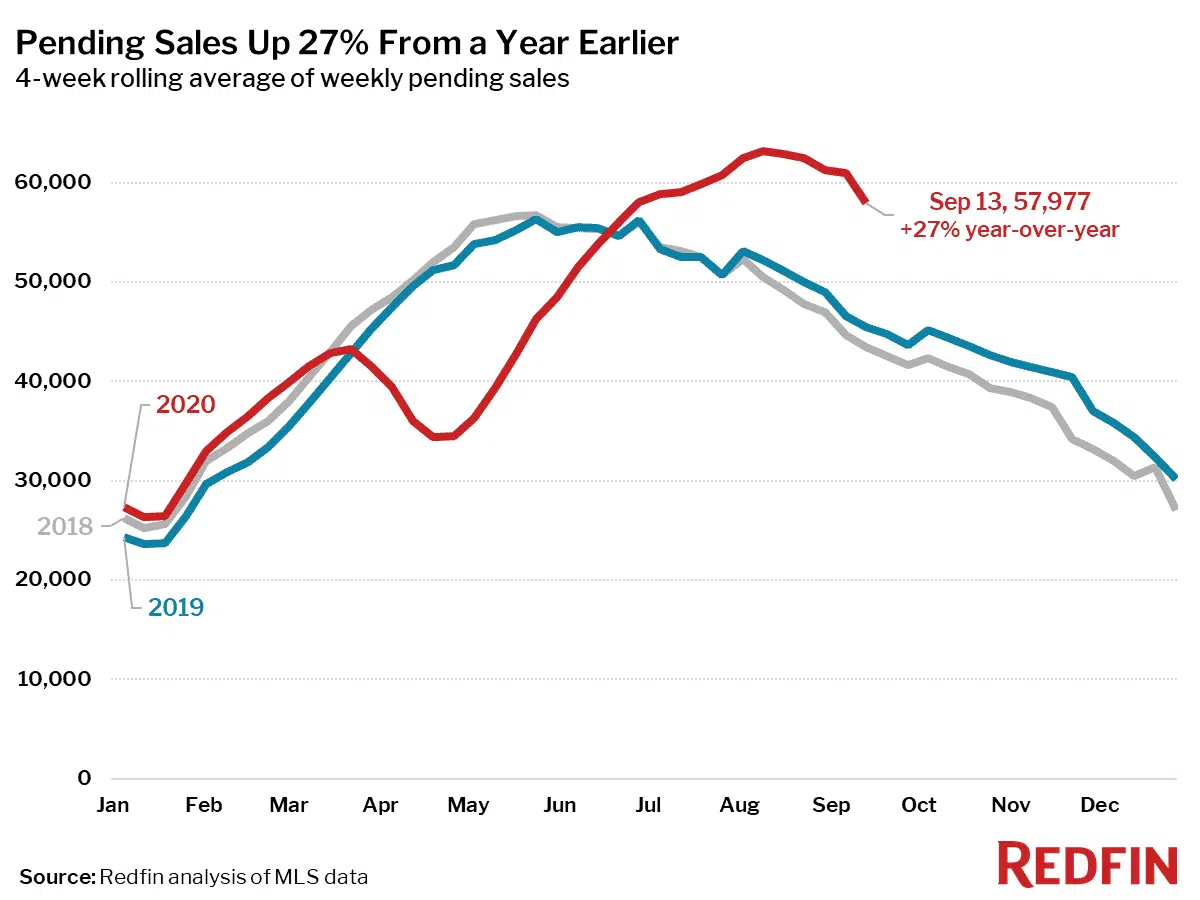 Pending Sales Up 27% From a Year Earlier
4-week rolling average of weekly pending sales
60,000
50,000
40,000
30,000
20,000
10,000
0
Sep 13, 57,977
+27% year-over-year
2020
2018
2019
Jan Feb Mar Apr May Jun Jul Aug Sep Oct Nov Dec
Source: Redfin analysis of MLS data
REDFIN